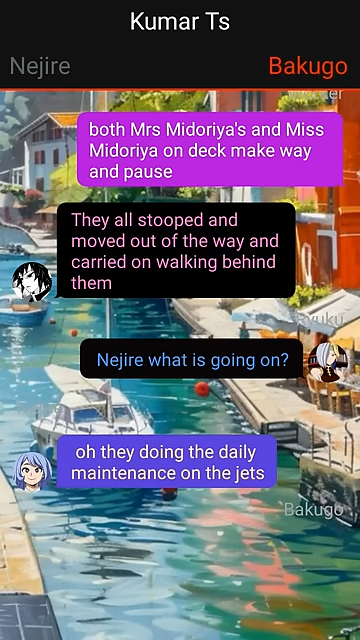 Kumar Ts
Nejire
Bakugo
both Mrs Midoriya's and Miss
Midoriya on deck make way
and pause
They all stooped and
moved out of the way and
carried on walking behind
them
Nejire what is going on?
oh they doing the daily
maintenance on the jets
Bakugo